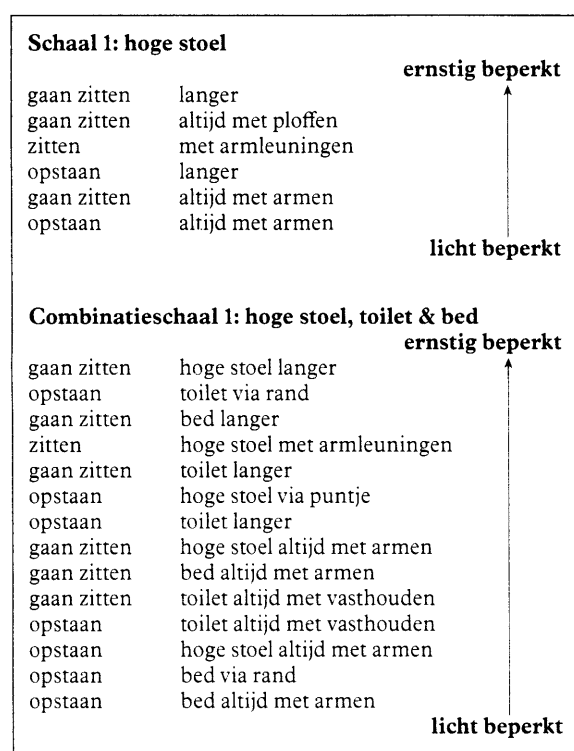 Schaal 1: hoge stoel
ernstig beperkt
gaan zitten langer
gaan zitten altijd met ploffen
zitten met armleuningen
opstaan langer
gaan zitten altijd met armen
opstaan altijd met armen
licht beperkt
Combinatieschaal 1: hoge stoel, toilet & bed
ernstig beperkt
gaan zitten hoge stoel langer
opstaan toilet via rand
gaan zitten bed langer
zitten hoge stoel met armleuningen
gaan zitten toilet langer
opstaan hoge stoel via puntje
opstaan toilet langer
gaan zitten hoge stoel altijd met armen
gaan zitten bed altijd met armen
gaan zitten toilet altijd met vasthouden
opstaan toilet altijd met vasthouden
opstaan hoge stoel altijd met armen
opstaan bed via rand
opstaan bed altijd met armen
licht beperkt